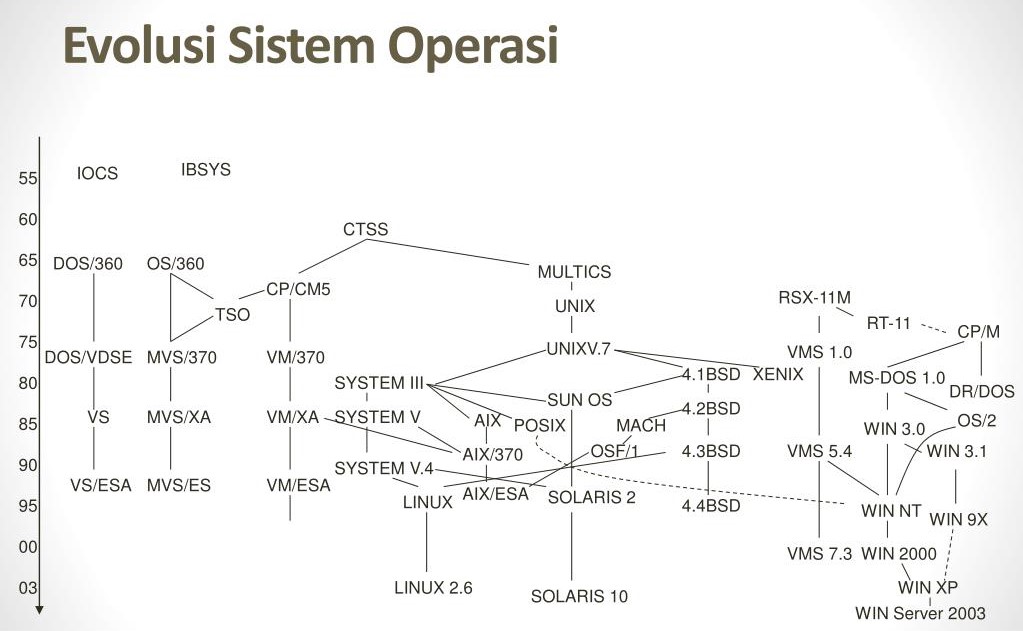 Evolusi Sistem Operasi
55 IOCS IBSYS
60
CTSS
65 DOS/360 OS/360 MULTICS
CP/CM5 RSX-11M
70 TSO UNIX RT-11 CP/M
75
DOS/VDSE MVS/370 VM/370 UNIXV.7 VMS 1.0
80 SYSTEM III 4.1BSD XENIX MS-DOS 1.0 DR/DOS
SUN OS 4.2BSD
85 VS MVS/XA VM/XA SYSTEM V AIX POSIX MACH WIN 3.0 OS/2
AIX/370 OSF/1 4.3BSD VMS 5.4 WIN 3.1
90 SYSTEM V.4
VS/ESA MVS/ES VM/ESA AIX/ESA SOLARIS 2
95 LINUX 4.4BSD WIN NT WIN 9X
00 VMS 7.3 WIN 2000
03 LINUX 2.6 SOLARIS 10 WIN XP
WIN Server 2003